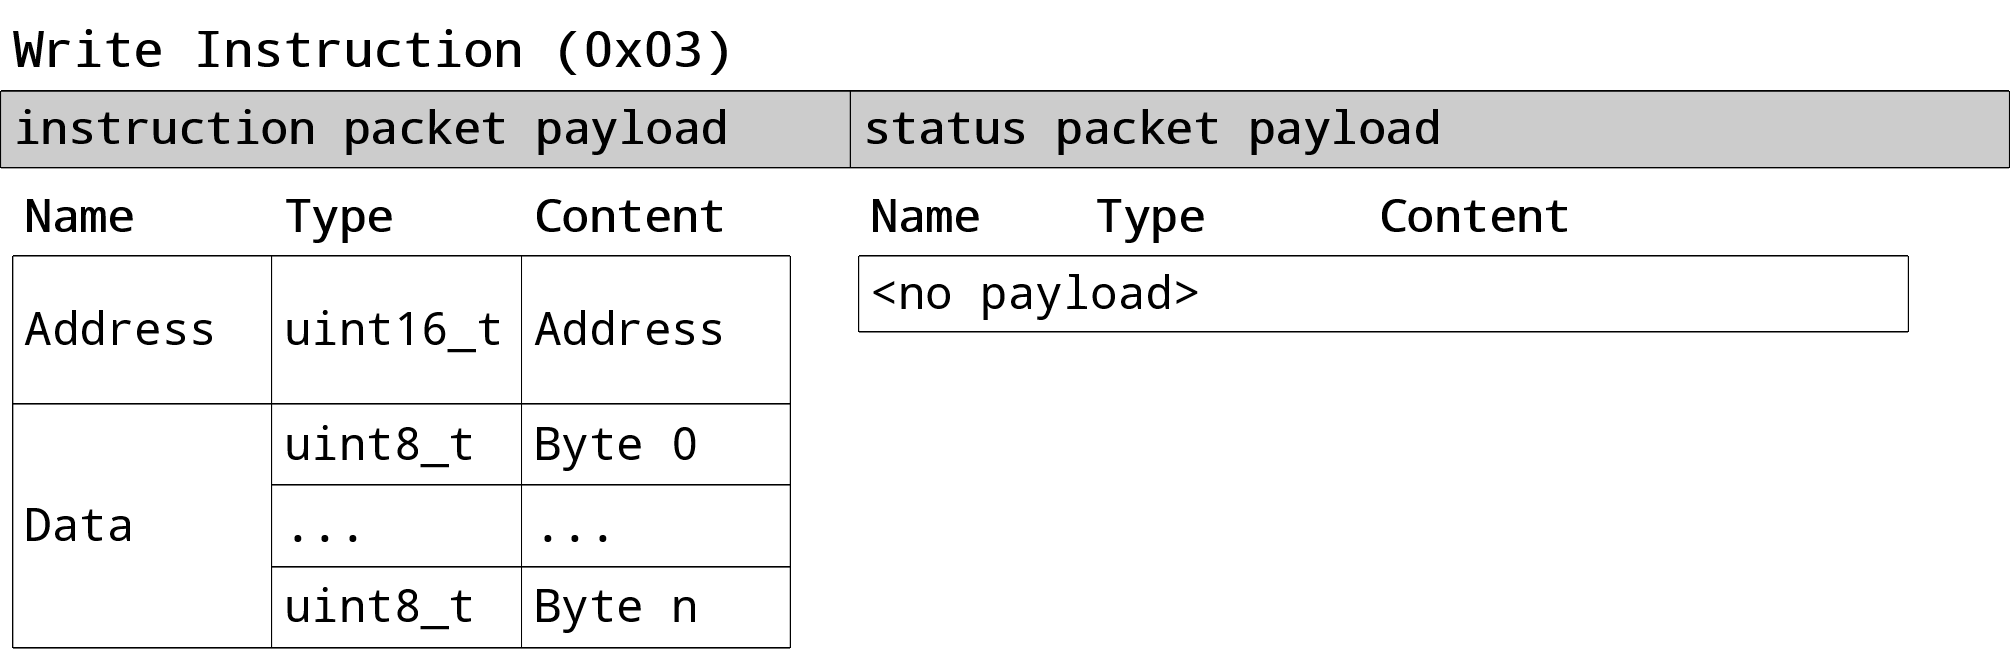 Write Instruction (0x03)
instruction packet payload status packet payload
Name Type Content Name Type Content
<no payload>
Address uint16_t Address
uint8_t Byte 0
Data ... ...
uint8_t Byte n